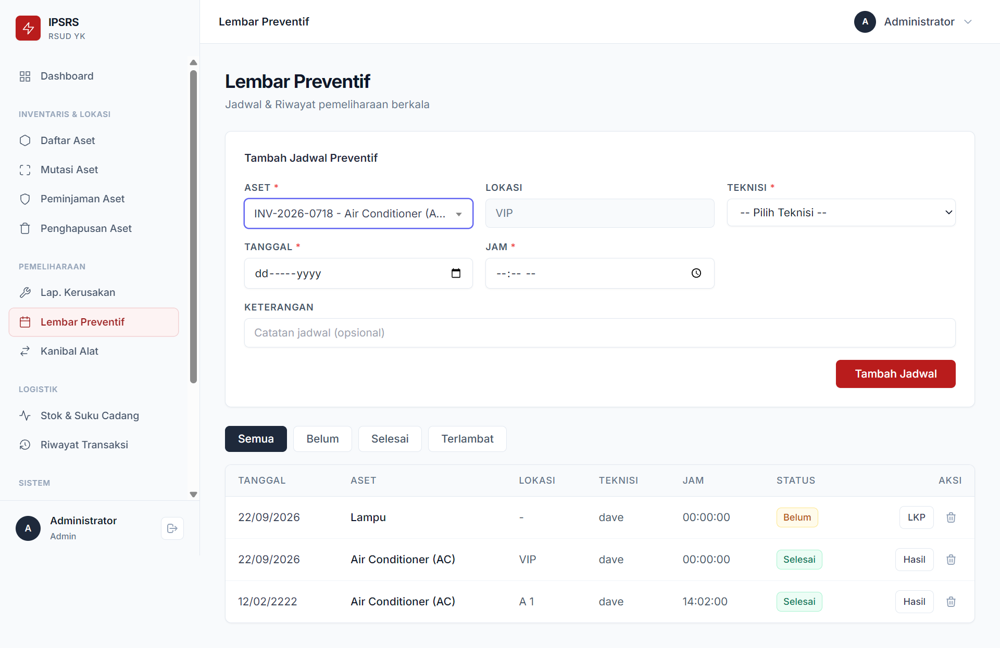 IPSRS
RSUD YK
Dashboard
INVENTARIS & LOKASI
Daftar Aset
Mutasi Aset
Peminjaman Aset
Penghapusan Aset
PEMELIHARAAN
Lap. Kerusakan
Lembar Preventif
Kanibal Alat
LOGISTIK
Stok & Suku Cadang
Riwayat Transaksi
SISTEM
A
Administrator
Admin
Lembar Preventif
A
Administrator
Lembar Preventif
Jadwal & Riwayat pemeliharaan berkala
Tambah Jadwal Preventif
ASET *
LOKASI
TEKNISI *
INV-2026-0718 - Air Conditioner (A...
VIP
-- Pilih Teknisi --
TANGGAL *
JAM *
dd-----yyyy
--:-- --
KETERANGAN
Catatan jadwal (opsional)
Tambah Jadwal
Semua
Belum
Selesai
Terlambat
TANGGAL ASET LOKASI TEKNISI JAM STATUS AKSI
22/09/2026 Lampu - dave 00:00:00 Belum LKP
22/09/2026 Air Conditioner (AC) VIP dave 00:00:00 Selesai Hasil
12/02/2222 Air Conditioner (AC) A 1 dave 14:02:00 Selesai Hasil